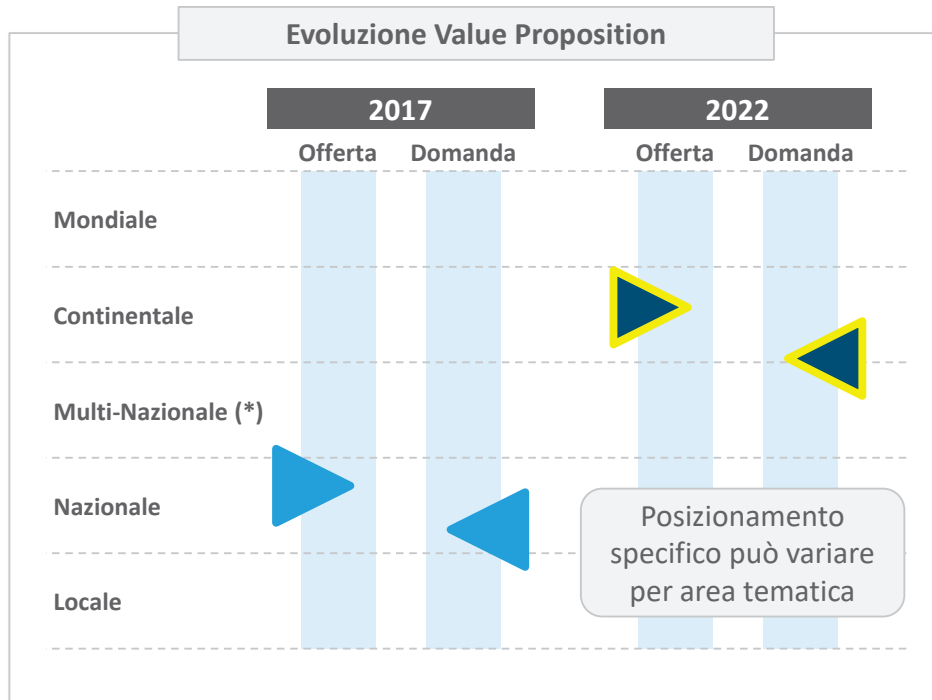 Evoluzione Value Proposition
2017
2022
Offerta
Domanda
Offerta
Domanda
Mondiale
Continentale
Multi-Nazionale (*)
Nazionale
Locale
Posizionamento
specifico può variare
per area tematica